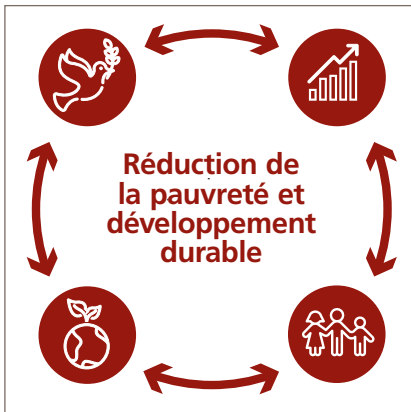 Réduction de
la pauvreté et
développement
durable